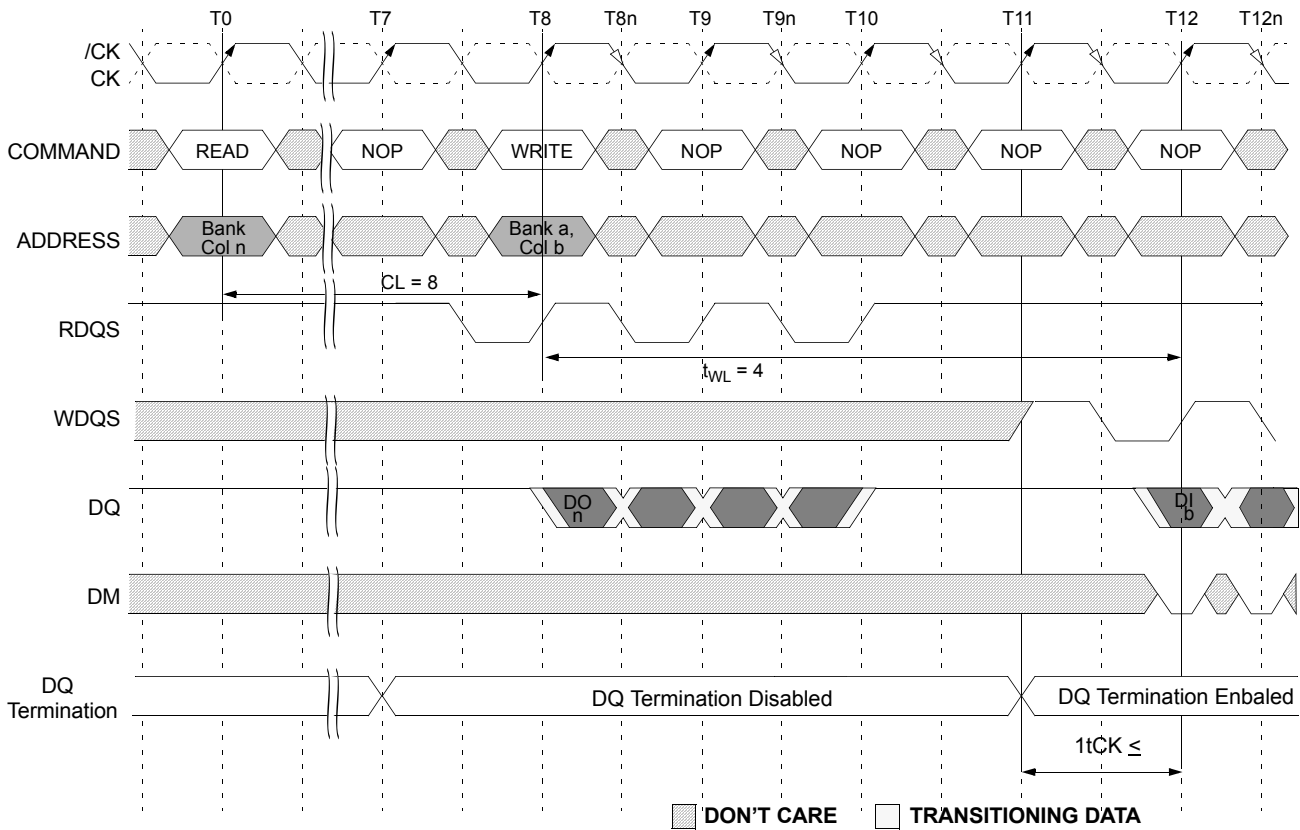 T0 T7 T8 T8n T9 T9n T10 T11 T12 T12n
/CK
CK
COMMAND READ NOP WRITE NOP NOP NOP NOP
ADDRESS Bank Col n Bank a, Col b
CL = 8
RDQS
tWL = 4
WDQS
DQ DO n DI b
DM
DQ Termination DQ Termination Disabled DQ Termination Enbaled
1tCK ≤
DON'T CARE TRANSITIONING DATA